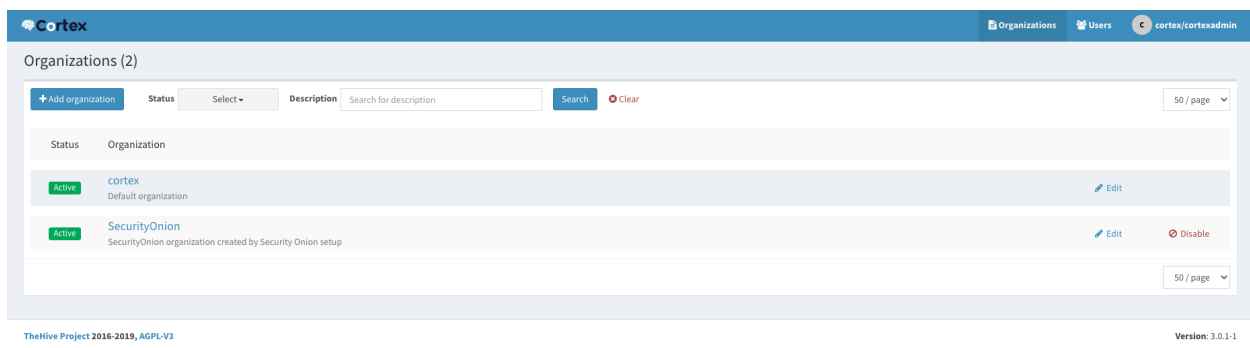 Cortex Organizations Users C cortex/cortexadmin
Organizations (2)
Add organization Status Select Description Search for description Search Clear 50 / page
Status Organization
Active cortex Edit
Default organization
Active SecurityOnion Edit Disable
SecurityOnion organization created by Security Onion setup
50 / page
TheHive Project 2016-2019, AGPL-V3 Version: 3.0.1-1